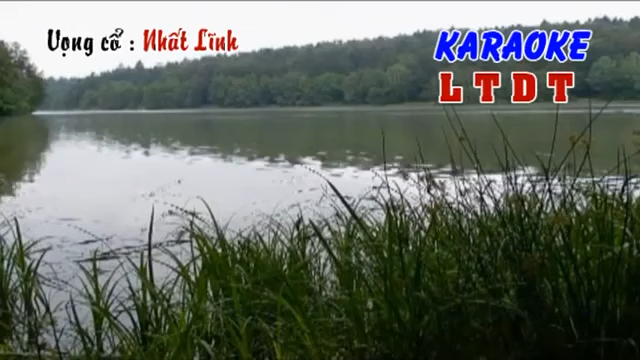 Vọng cổ : Nhất Lĩnh
KARAOKE
LTDT